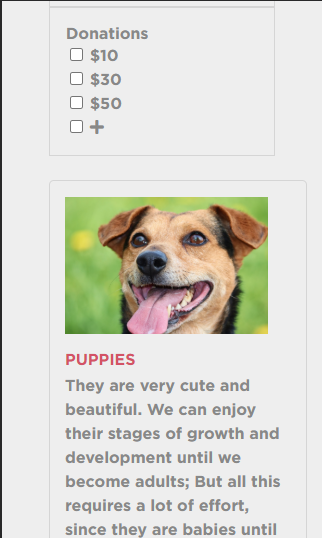 Donations
$10
$30
$50
+
PUPPIES
They are very cute and
beautiful. We can enjoy
their stages of growth and
development until we
become adults; But all this
requires a lot of effort,
since they are babies until